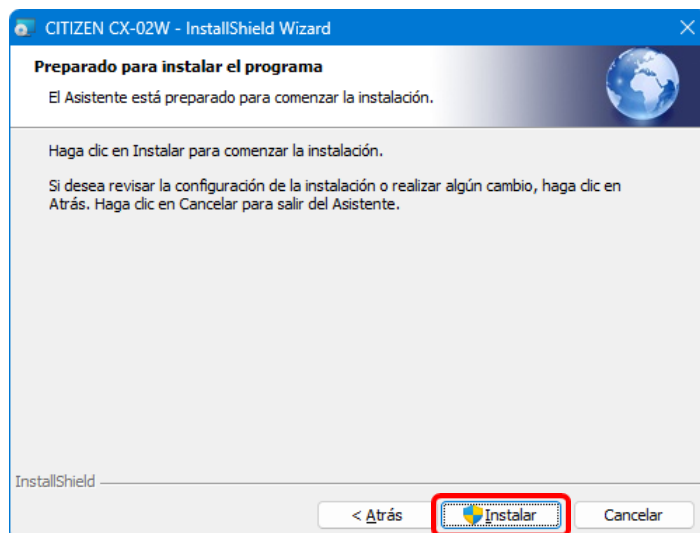 CITIZEN CX-02W - InstallShield Wizard
Preparado para instalar el programa
El Asistente está preparado para comenzar la instalación.
Haga clic en Instalar para comenzar la instalación.
Si desea revisar la configuración de la instalación o realizar algún cambio, haga clic en
Atrás. Haga clic en Cancelar para salir del Asistente.
InstallShield
< Atrás
Instalar
Cancelar